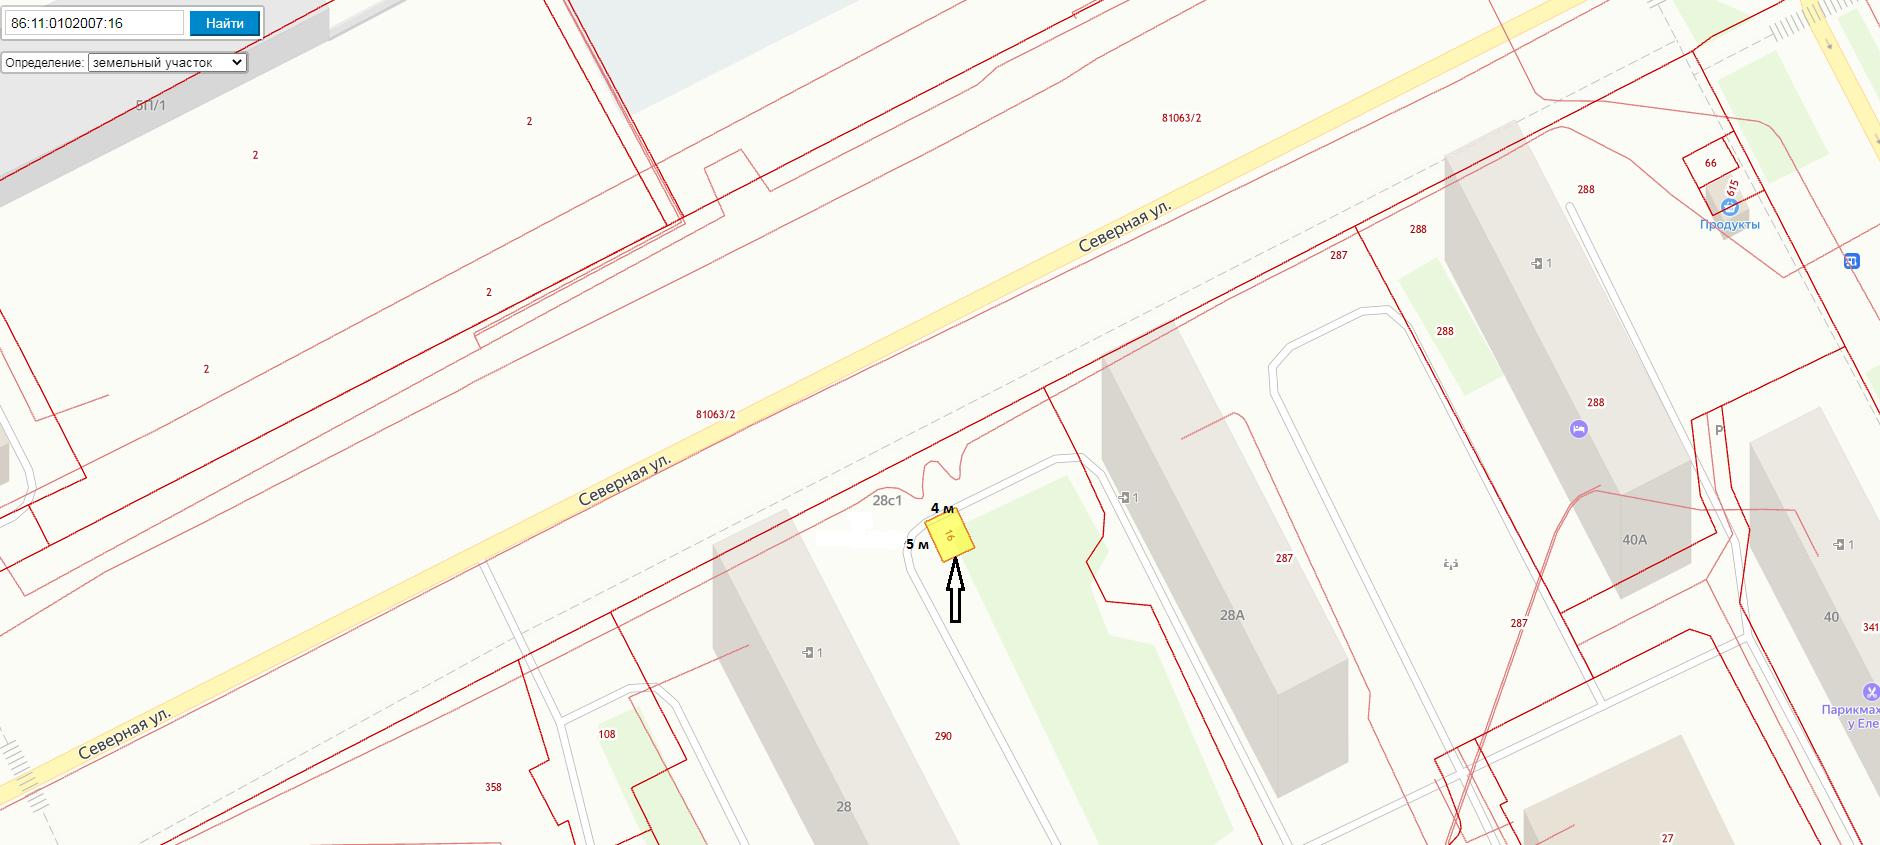 86:11:0102007:16
Найти
Определение: земельный участок
5П/1
2
2
81063/2
66
615
288
Продукты
Северная ул.
288
287
1
2
288
2
288
81063/2
P
Северная ул.
28с1
1
4 м
16
5 м
40А
1
287
28А
287
40
341
1
Парикмах
у Еле
Северная ул.
108
290
358
28
27